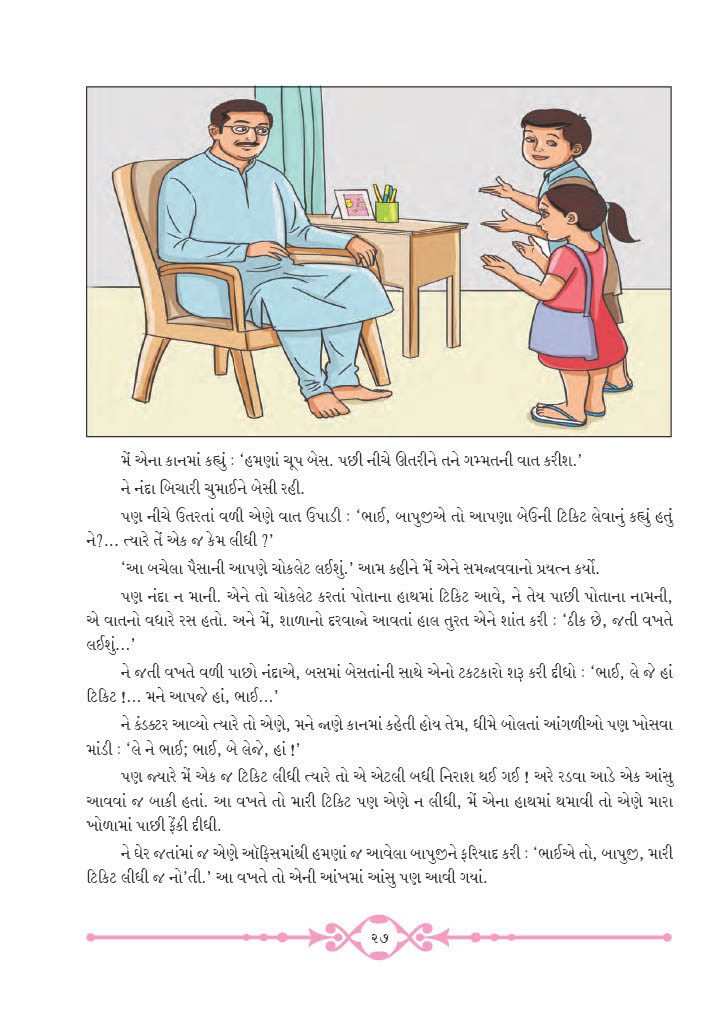 મેં એના કાનમાં કહ્યું : ‘હમણાં ચૂપ બેસ. પછી નીચે ઊતરીને તને ગમ્મતની વાત કરીશ.’
ને નંદા બિચારી ચુમાઈને બેસી રહી.
પણ નીચે ઉતરતાં વળી એણે વાત ઉપાડી : ‘ભાઈ, બાપુજીએ તો આપણા બેઉની ટિકિટ લેવાનું કહ્યું હતું
ને?... ત્યારે તેં એક જ કેમ લીધી ?’
‘આ બચેલા પૈસાની આપણે ચોકલેટ લઈશું.’ આમ કહીને મેં એને સમજાવવાનો પ્રયત્ન કર્યો.
પણ નંદા ન માની. એને તો ચોકલેટ કરતાં પોતાના હાથમાં ટિકિટ આવે, ને તેય પાછી પોતાના નામની,
એ વાતનો વધારે રસ હતો. અને મેં, શાળાનો દરવાજો આવતાં હાલ તુરત એને શાંત કરી : ‘ઠીક છે, જતી વખતે
લઈશું...’
ને જતી વખતે વળી પાછો નંદાએ, બસમાં બેસતાંની સાથે એનો ટકટકારો શરૂ કરી દીધો : ‘ભાઈ, લે જે હાં
ટિકિટ !... મને આપજે હાં, ભાઈ...’
ને કંડક્ટર આવ્યો ત્યારે તો એણે, મને જાણે કાનમાં કહેતી હોય તેમ, ધીમે બોલતાં આંગળીઓ પણ ખોસવા
માંડી : ‘લે ને ભાઈ; ભાઈ, બે લેજે, હાં !’
પણ જ્યારે મેં એક જ ટિકિટ લીધી ત્યારે તો એ એટલી બધી નિરાશ થઈ ગઈ ! અરે રડવા આડે એક આંસુ
આવવાં જ બાકી હતાં. આ વખતે તો મારી ટિકિટ પણ એણે ન લીધી, મેં એના હાથમાં થમાવી તો એણે મારા
ખોળામાં પાછી ફેંકી દીધી.
ને ઘેર જતાંમાં જ એણે ઑફિસમાંથી હમણાં જ આવેલા બાપુજીને ફરિયાદ કરી : ‘ભાઈએ તો, બાપુજી, મારી
ટિકિટ લીધી જ નો’તી.’ આ વખતે તો એની આંખમાં આંસુ પણ આવી ગયાં.
૨૭